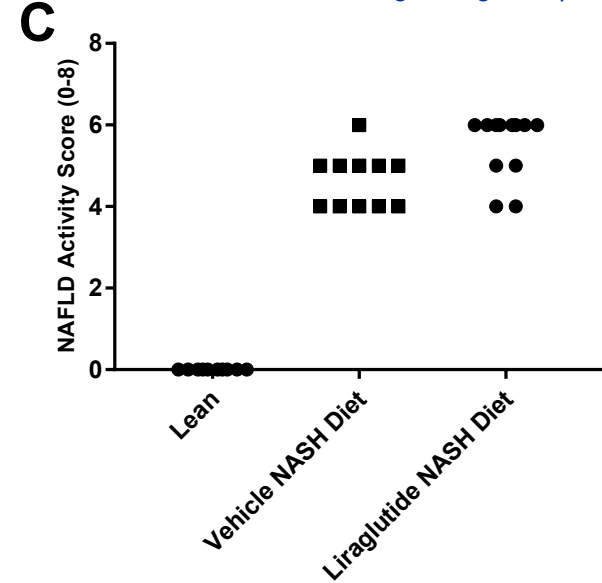 C
NAFLD Activity Score (0-8)
8
6
4
2
0
Lean
Vehicle NASH Diet
Liraglutide NASH Diet